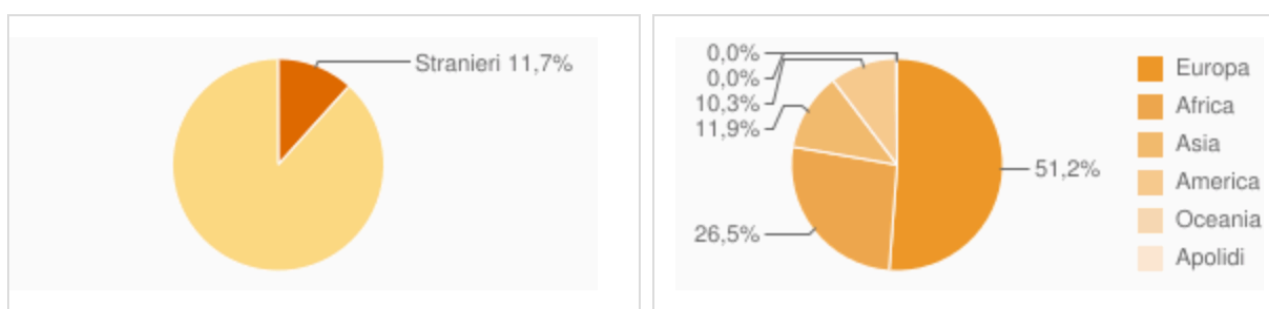 Stranieri 11,7%
0,0%
0,0%
10,3%
11,9%
26,5%
51,2%
Europa
Africa
Asia
America
Oceania
Apolidi